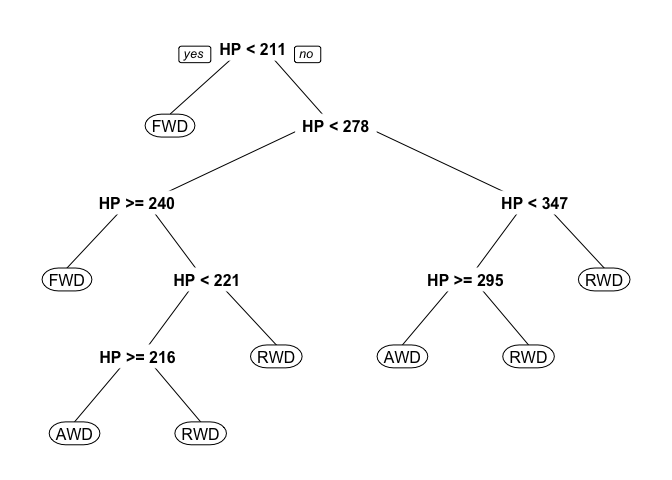 yes HP < 211 no
FWD HP < 278
HP >= 240 HP < 347
FWD HP < 221 HP >= 295 RWD
HP >= 216 RWD AWD RWD
AWD RWD